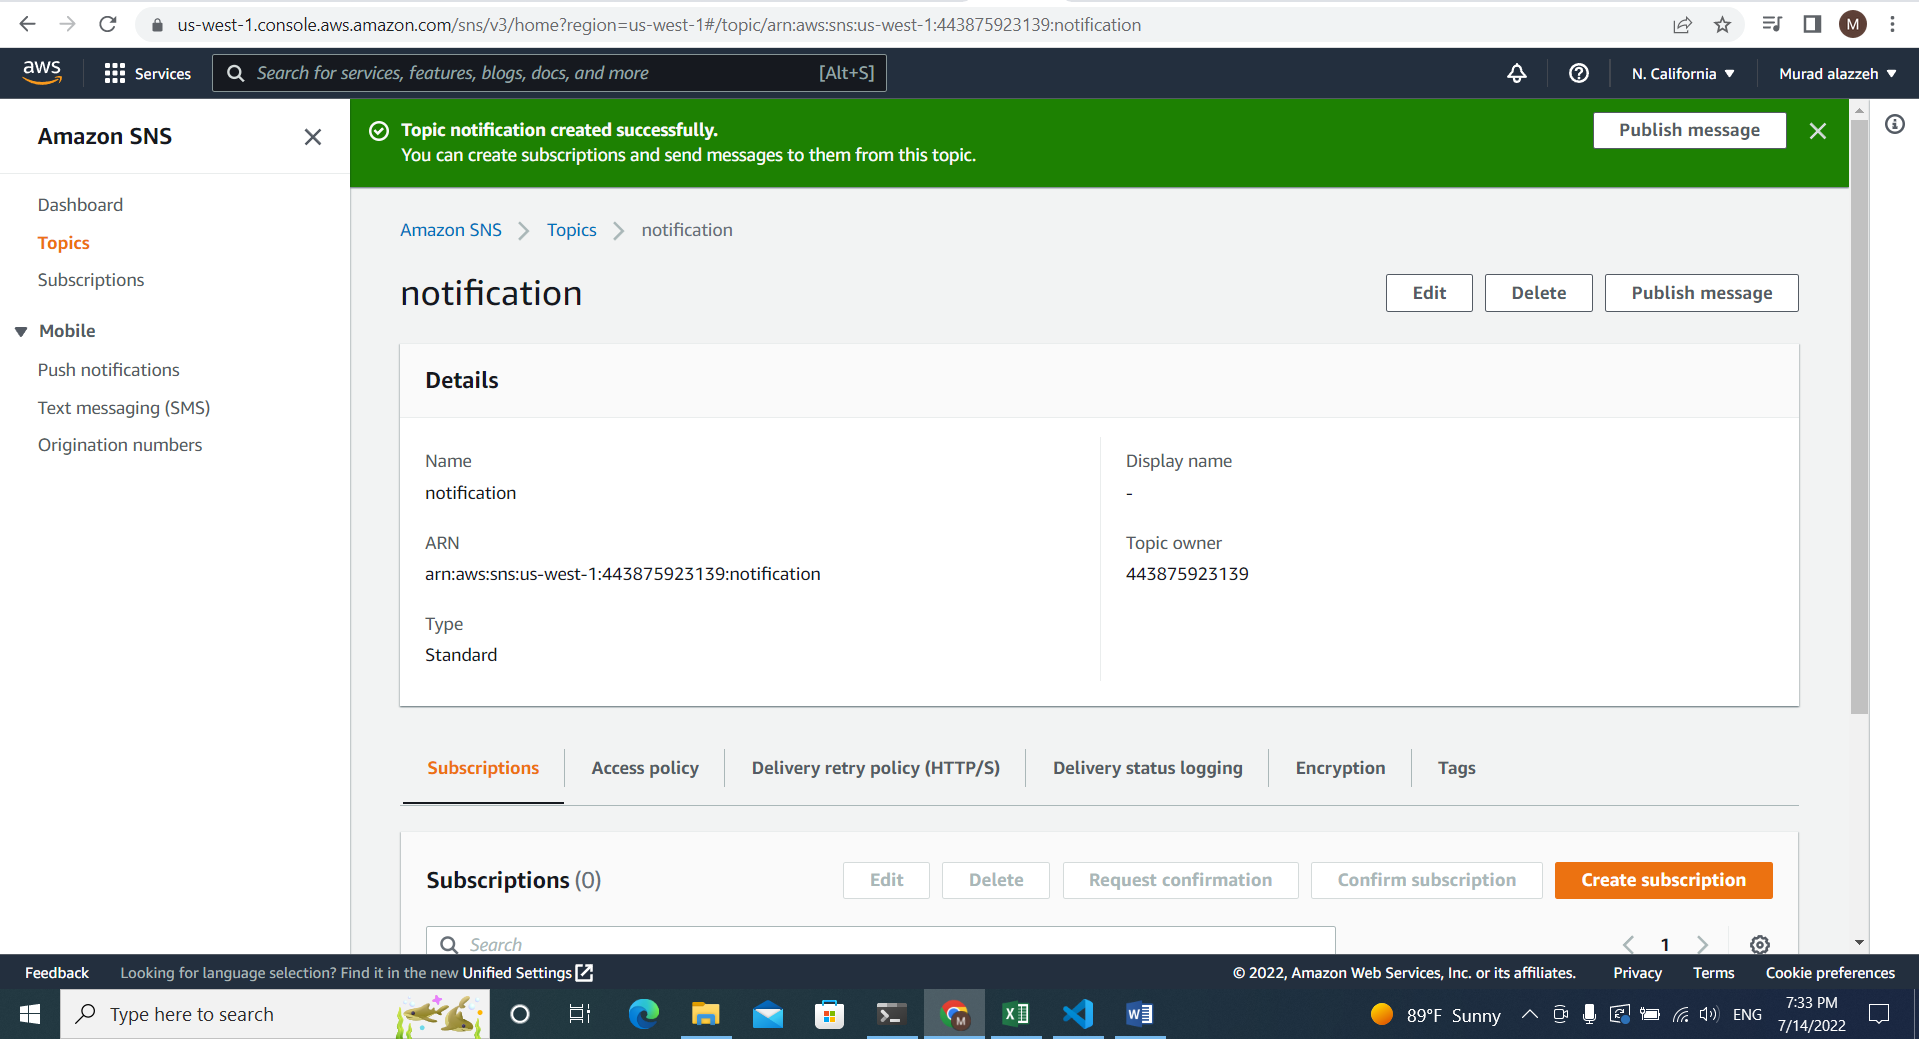 us-west-1.console.aws.amazon.com/sns/v3/home?region=us-west-1#/topic/arn:aws:sns:us-west-1:443875923139:notification
M
aws
Services
Search for services, features, blogs, docs, and more [Alt+S]
N. California
Murad alazzeh
Amazon SNS
Dashboard
Topics
Subscriptions
Mobile
Push notifications
Text messaging (SMS)
Origination numbers
Topic notification created successfully.
You can create subscriptions and send messages to them from this topic.
Publish message
Amazon SNS
Topics
notification
notification
Edit
Delete
Publish message
Details
Name
notification
ARN
arn:aws:sns:us-west-1:443875923139:notification
Type
Standard
Display name
-
Topic owner
443875923139
Subscriptions
Access policy
Delivery retry policy (HTTP/S)
Delivery status logging
Encryption
Tags
Subscriptions (0)
Edit
Delete
Request confirmation
Confirm subscription
Create subscription
Search
1
Feedback
Looking for language selection? Find it in the new Unified Settings
© 2022, Amazon Web Services, Inc. or its affiliates.
Privacy
Terms
Cookie preferences
Type here to search
M
89°F Sunny
ENG
7:33 PM
7/14/2022